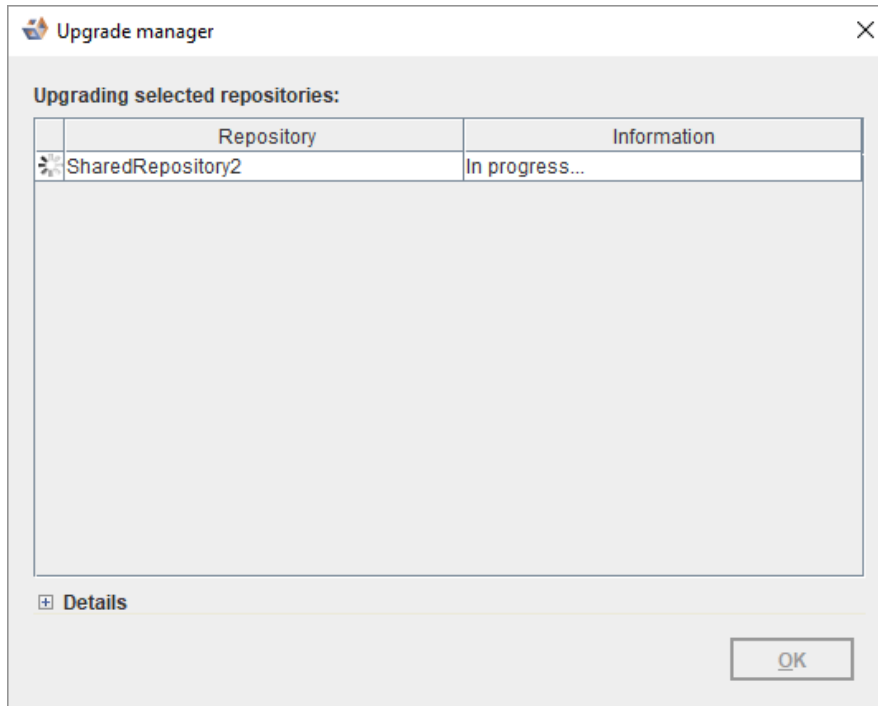 Upgrade manager
Upgrading selected repositories:
Repository Information
SharedRepository2 In progress...
Details
OK